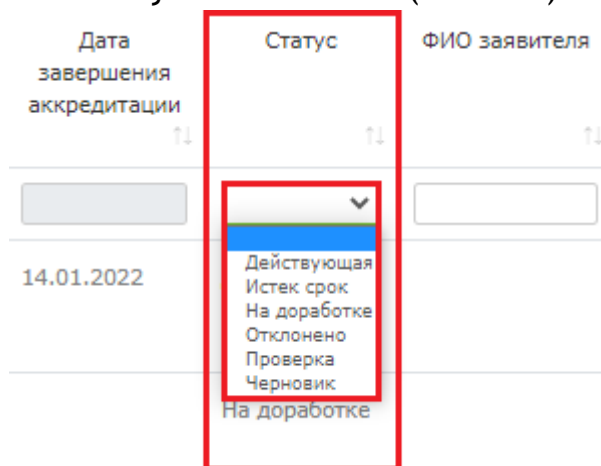 Дата
завершения
аккредитации
Статус
ФИО заявителя
Действующая
Истек срок
На доработке
Отклонено
Проверка
Черновик
14.01.2022
На доработке